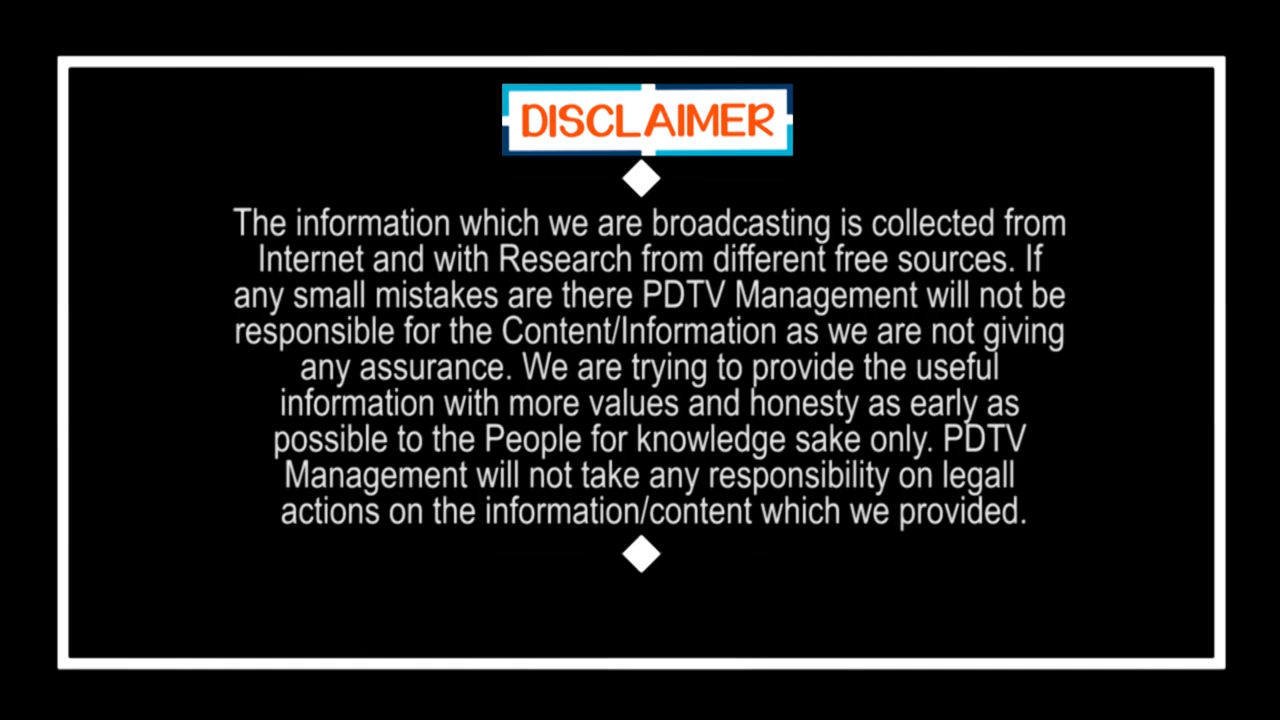 DISCLAIMER
The information which we are broadcasting is collected from
Internet and with Research from different free sources. If
any small mistakes are there PDTV Management will not be
responsible for the Content/Information as we are not giving
any assurance. We are trying to provide the useful
information with more values and honesty as early as
possible to the People for knowledge sake only. PDTV
Management will not take any responsibility on legall
actions on the information/content which we provided.